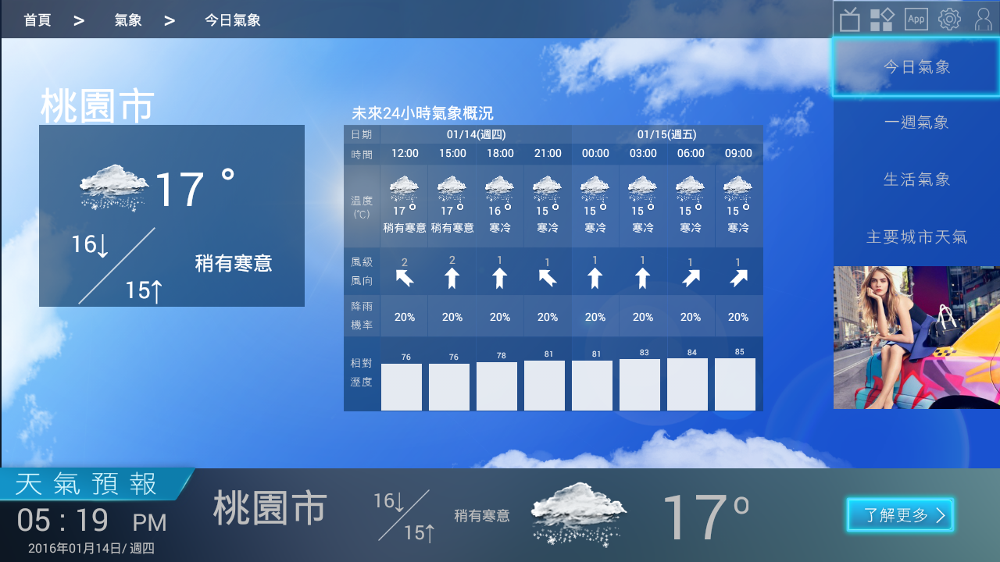 首頁 > 氣象 > 今日氣象
App
今日氣象
一週氣象
生活氣象
主要城市天氣
桃園市
17°
16↓
15↑
稍有寒意
未來24小時氣象概況
日期 01/14(週四) 01/15(週五)
時間 12:00 15:00 18:00 21:00 00:00 03:00 06:00 09:00
温度 17 17 16 15 15 15 15 15
(℃) 稍有寒意 稍有寒意 寒冷 寒冷 寒冷 寒冷 寒冷 寒冷
風級 2 2 1 1 1 1 1 1
風向
降雨
機率 20% 20% 20% 20% 20% 20% 20% 20%
相對 76 76 78 81 81 83 84 85
溼度
天氣預報
05 : 19 PM
2016年01月14日/ 週四
桃園市
16↓
15↑
稍有寒意
17°
了解更多 >